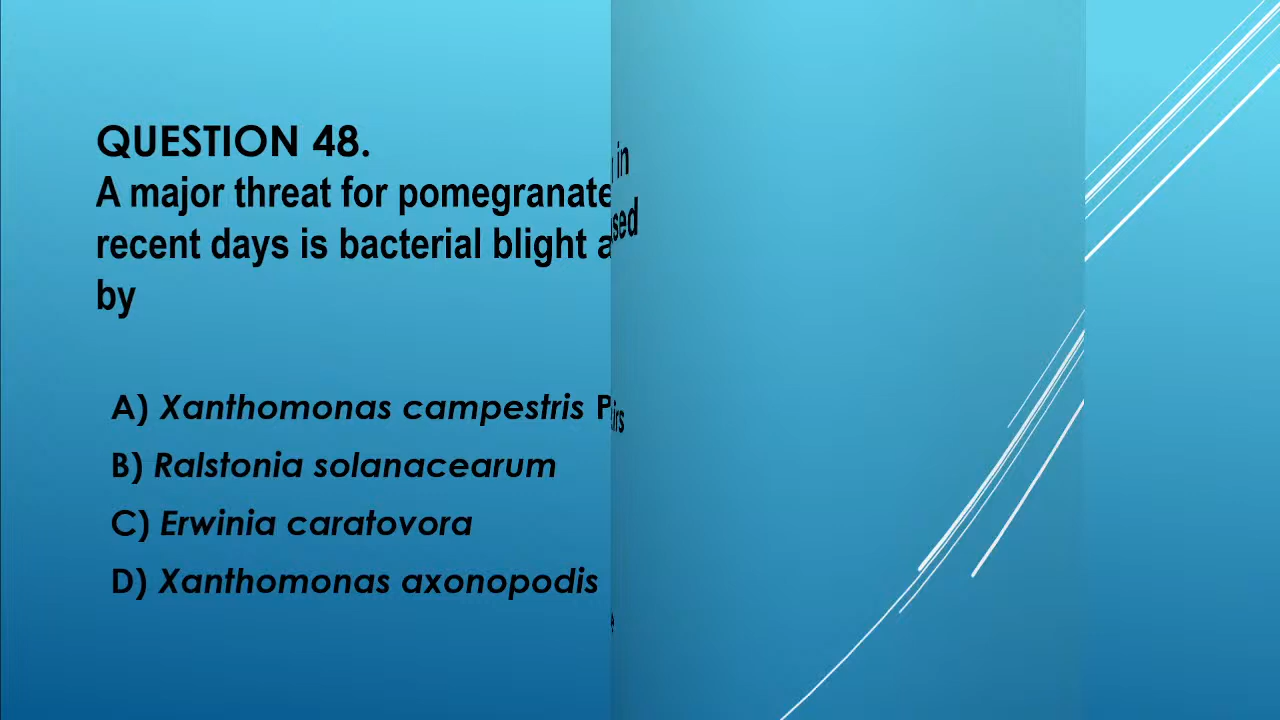 QUESTION 48.
A major threat for pomegranate in
recent days is bacterial blight
by
A) Xanthomonas campestris
B) Ralstonia solanacearum
C) Erwinia caratovora
D) Xanthomonas axonopodis